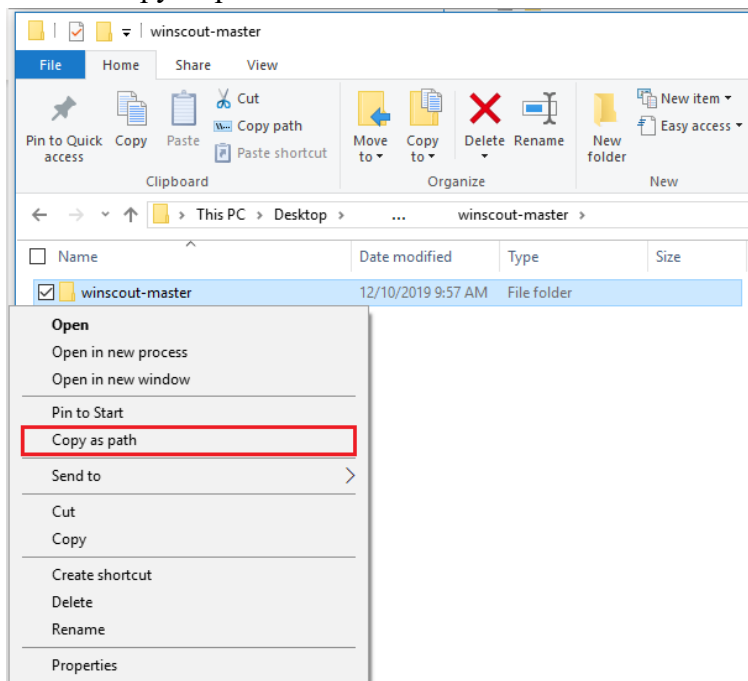 winscout-master
File Home Share View
Pin to Quick access
Copy
Paste
Cut
Copy path
Paste shortcut
Move to
Copy to
Delete
Rename
New folder
New item
Easy access
Clipboard Organize New
This PC > Desktop > ... winscout-master >
Name Date modified Type Size
winscout-master 12/10/2019 9:57 AM File folder
Open
Open in new process
Open in new window
Pin to Start
Copy as path
Send to
Cut
Copy
Create shortcut
Delete
Rename
Properties